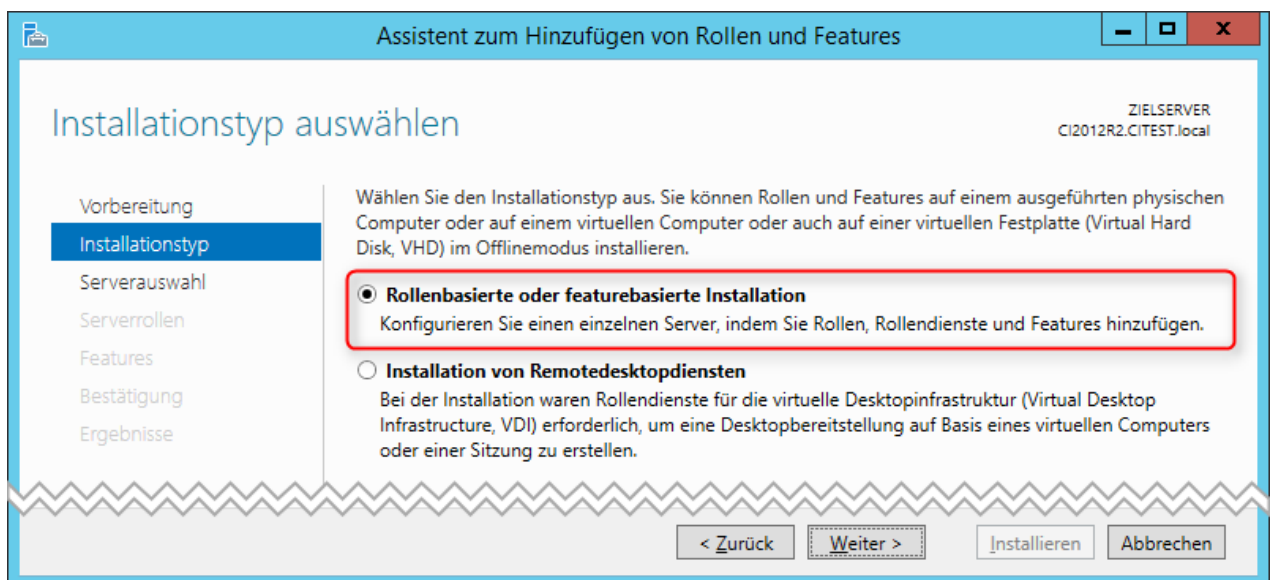 Assistent zum Hinzufügen von Rollen und Features
Installationstyp auswählen
ZIELSERVER
CI2012R2.CITEST.local
Vorbereitung
Installationstyp
Serverauswahl
Serverrollen
Features
Bestätigung
Ergebnisse
Wählen Sie den Installationstyp aus. Sie können Rollen und Features auf einem ausgeführten physischen
Computer oder auf einem virtuellen Computer oder auch auf einer virtuellen Festplatte (Virtual Hard
Disk, VHD) im Offlinemodus installieren.
Rollenbasierte oder featurebasierte Installation
Konfigurieren Sie einen einzelnen Server, indem Sie Rollen, Rollendienste und Features hinzufügen.
Installation von Remotedesktopdiensten
Bei der Installation waren Rollendienste für die virtuelle Desktopinfrastruktur (Virtual Desktop
Infrastructure, VDI) erforderlich, um eine Desktopbereitstellung auf Basis eines virtuellen Computers
oder einer Sitzung zu erstellen.
< Zurück
Weiter >
Installieren
Abbrechen